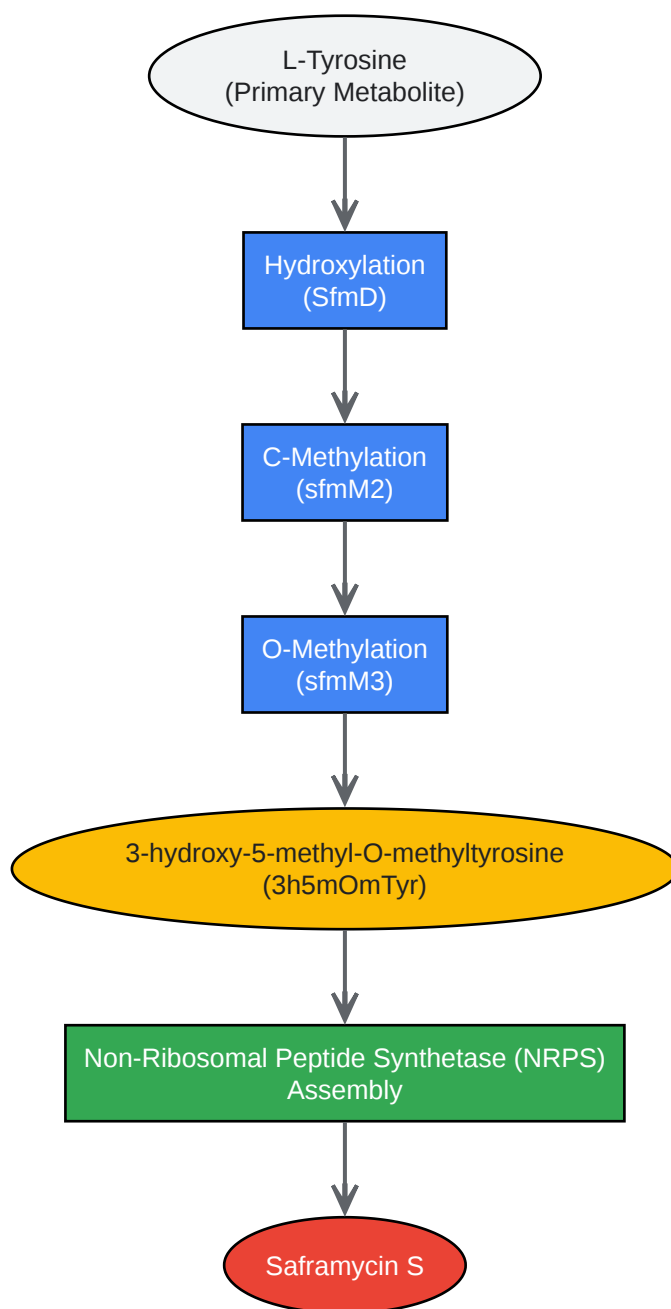 L-Tyrosine
(Primary Metabolite)
Hydroxylation
(SfmD)
C-Methylation
(sfmM2)
O-Methylation
(sfmM3)
3-hydroxy-5-methyl-O-methyltyrosine
(3h5mOmTyr)
Non-Ribosomal Peptide Synthetase (NRPS)
Assembly
Saframycin S